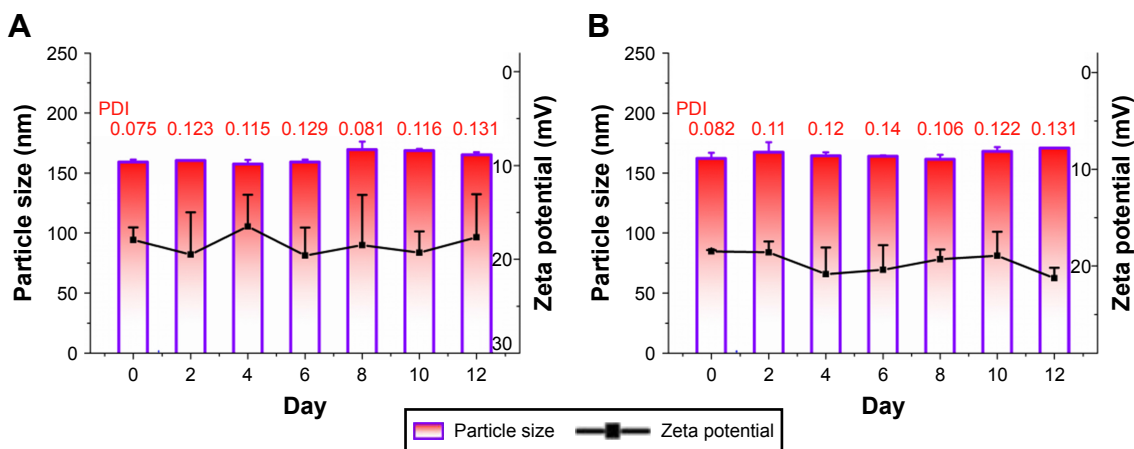 A
250
200
150
100
50
0
Particle size (nm)
PDI
0.075 0.123 0.115 0.129 0.081 0.116 0.131
0
10
20
30
Zeta potential (mV)
0 2 4 6 8 10 12
Day
B
250
200
150
100
50
0
Particle size (nm)
PDI
0.082 0.11 0.12 0.14 0.106 0.122 0.131
0
10
20
Zeta potential (mV)
0 2 4 6 8 10 12
Day
Particle size Zeta potential